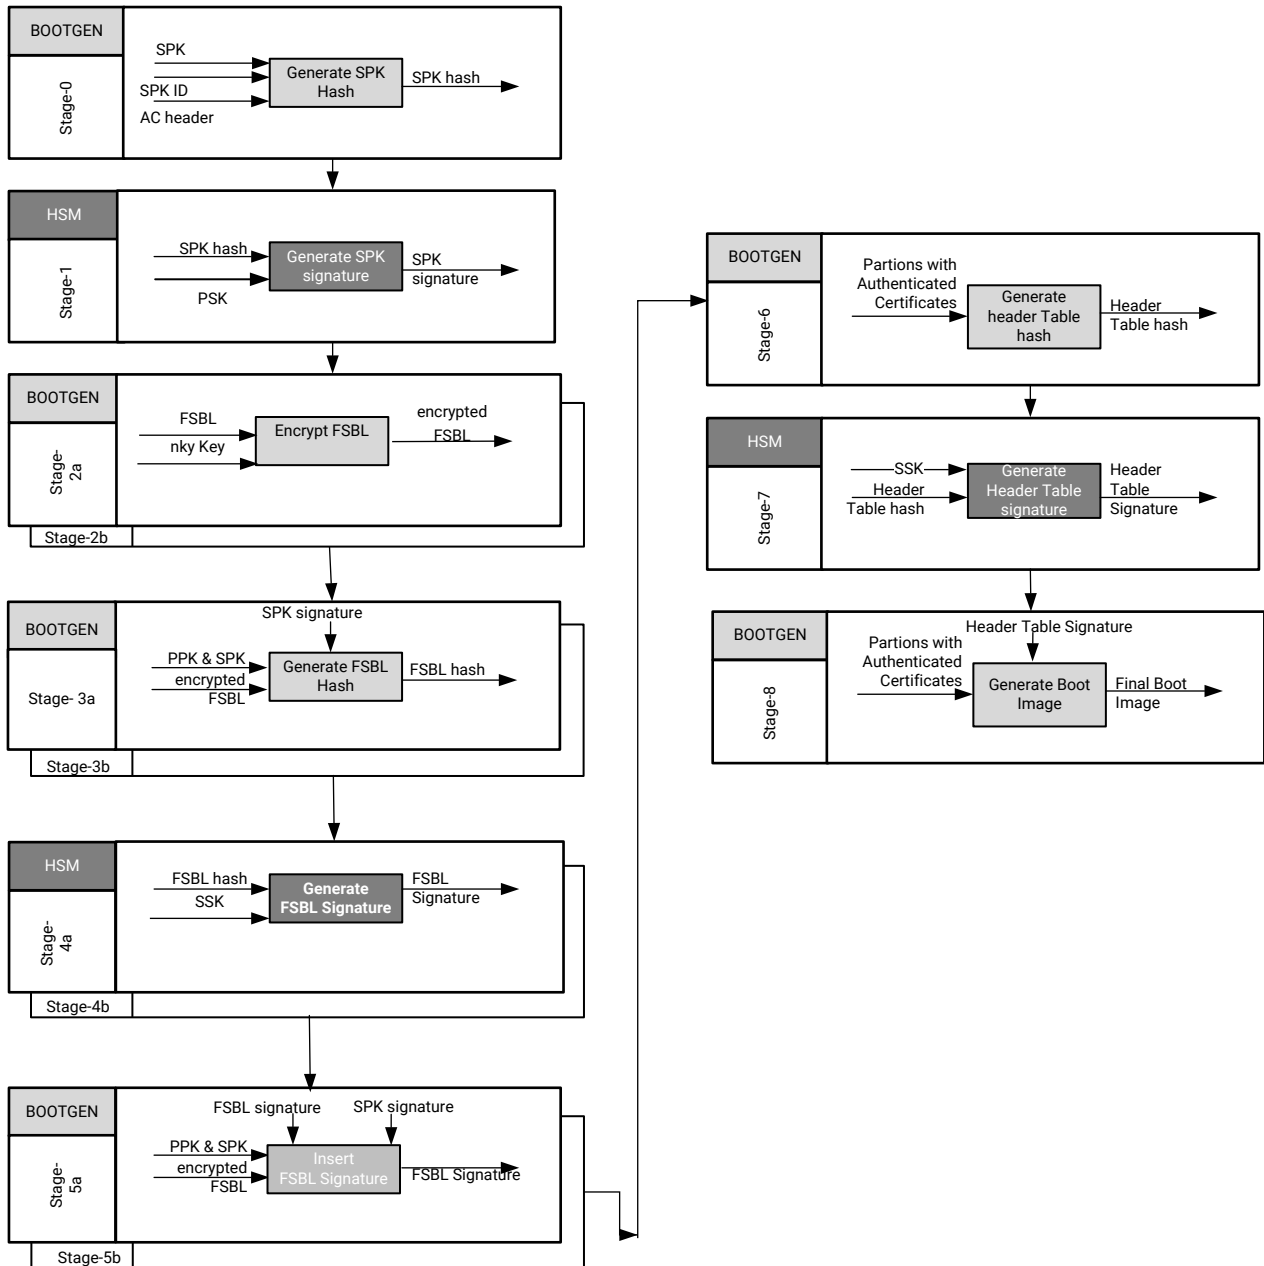 BOOTGEN
Stage-0
SPK
SPK ID
AC header
Generate SPK
Hash
SPK hash
HSM
Stage-1
SPK hash
PSK
Generate SPK
signature
SPK
signature
BOOTGEN
Stage-
2a
FSBL
nky Key
Encrypt FSBL
encrypted
FSBL
Stage-2b
BOOTGEN
Stage- 3a
SPK signature
PPK & SPK
encrypted
FSBL
Generate FSBL
Hash
FSBL hash
Stage-3b
HSM
Stage-
4a
FSBL hash
SSK
Generate
FSBL Signature
FSBL
Signature
Stage-4b
BOOTGEN
Stage-
5a
FSBL signature
SPK signature
PPK & SPK
encrypted
FSBL
Insert
FSBL Signature
FSBL Signature
Stage-5b
BOOTGEN
Stage-6
Partions with
Authenticated
Certificates
Generate
header Table
hash
Header
Table hash
HSM
Stage-7
SSK
Header
Table hash
Generate
Header Table
signature
Header
Table
Signature
BOOTGEN
Stage-8
Header Table Signature
Partions with
Authenticated
Certificates
Generate Boot
Image
Final Boot
Image